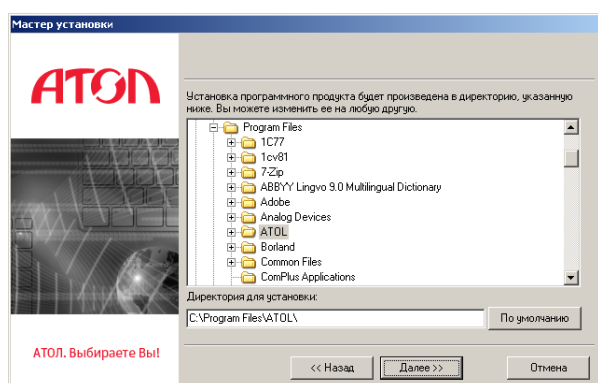 Мастер установки
АТОЛ
Установка программного продукта будет произведена в директорию, указанную
ниже. Вы можете изменить ее на любую другую.
Program Files
1C77
1cv81
7-Zip
ABBYY Lingvo 9.0 Multilingual Dictionary
Adobe
Analog Devices
ATOL
Borland
Common Files
ComPlus Applications
Директория для установки:
C:\Program Files\ATOL\
По умолчанию
АТОЛ. Выбираете Вы!
<< Назад
Далее >>
Отмена